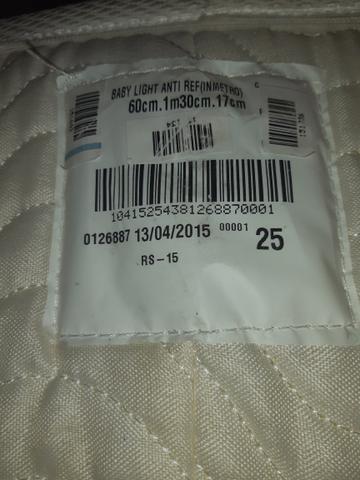 BABY LIGHT ANTI REF(INMETRO)
60cm.1m30cm.17cm
10415254381268870001
0126887 13/04/2015 00001 25
RS-15